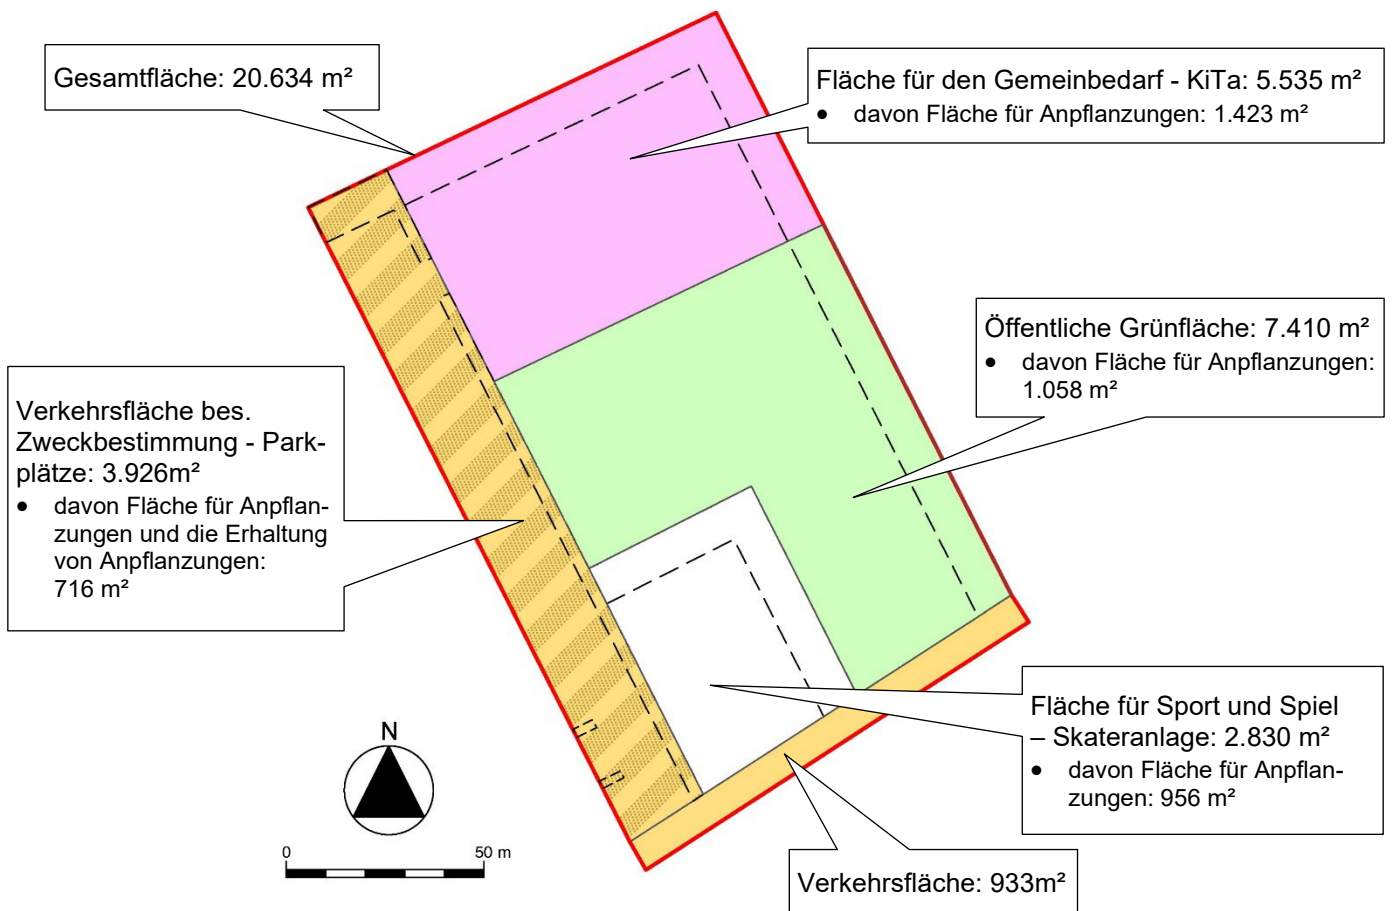 Gesamtfläche: 20.634 m²
Fläche für den Gemeinbedarf - KiTa: 5.535 m²
• davon Fläche für Anpflanzungen: 1.423 m²
Öffentliche Grünfläche: 7.410 m²
• davon Fläche für Anpflanzungen:
1.058 m²
Verkehrsfläche bes.
Zweckbestimmung - Park-
plätze: 3.926m²
• davon Fläche für Anpflan-
zungen und die Erhaltung
von Anpflanzungen:
716 m²
Fläche für Sport und Spiel
– Skateranlage: 2.830 m²
• davon Fläche für Anpflan-
zungen: 956 m²
N
0 50 m
Verkehrsfläche: 933m²